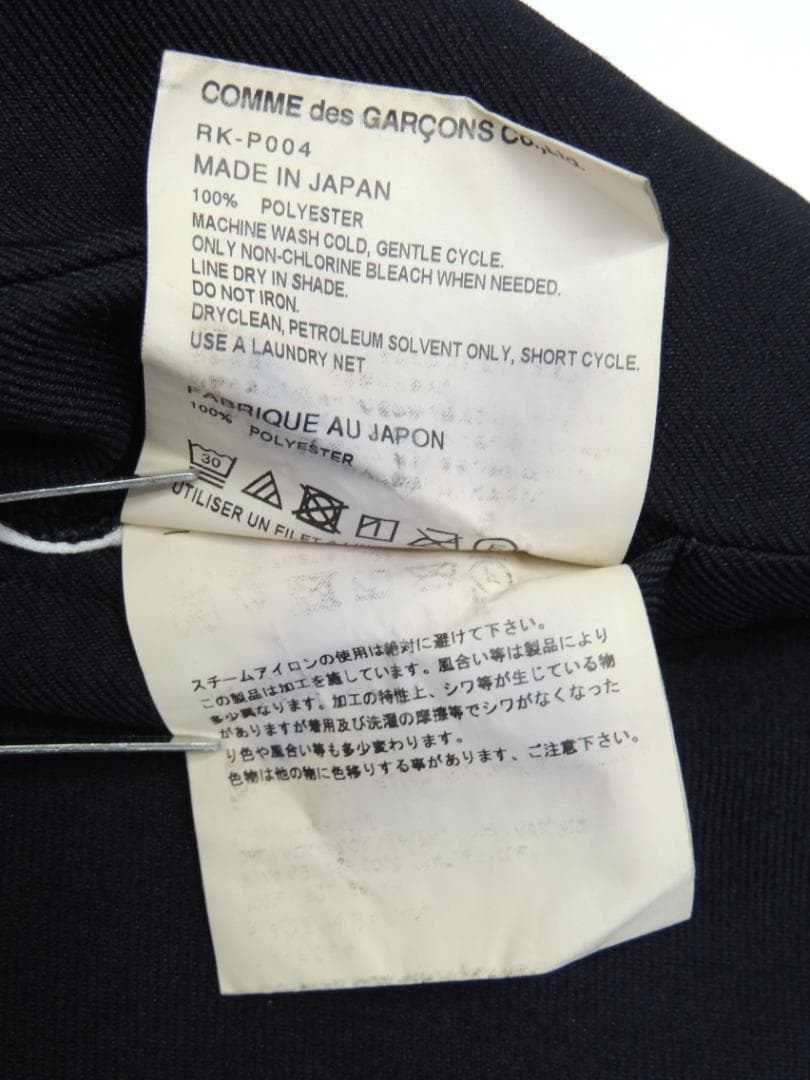 COMME des GARÇONS Co.,Ltd.
RK-P004
MADE IN JAPAN
100% POLYESTER
MACHINE WASH COLD, GENTLE CYCLE.
ONLY NON-CHLORINE BLEACH WHEN NEEDED.
LINE DRY IN SHADE.
DO NOT IRON.
DRYCLEAN, PETROLEUM SOLVENT ONLY, SHORT CYCLE.
USE A LAUNDRY NET
FABRIQUE AU JAPON
100% POLYESTER
30
UTILISER UN FILET
スチームアイロンの使用は絶対に避けて下さい。
この製品は加工を施しています。風合い等は製品により
多少異なります。加工の特性上、シワ等が生じている物
がありますが着用及び洗濯の摩擦等でシワがなくなった
り色や風合い等も多少変わります。
色物は他の物に色移りする事があります、ご注意下さい。